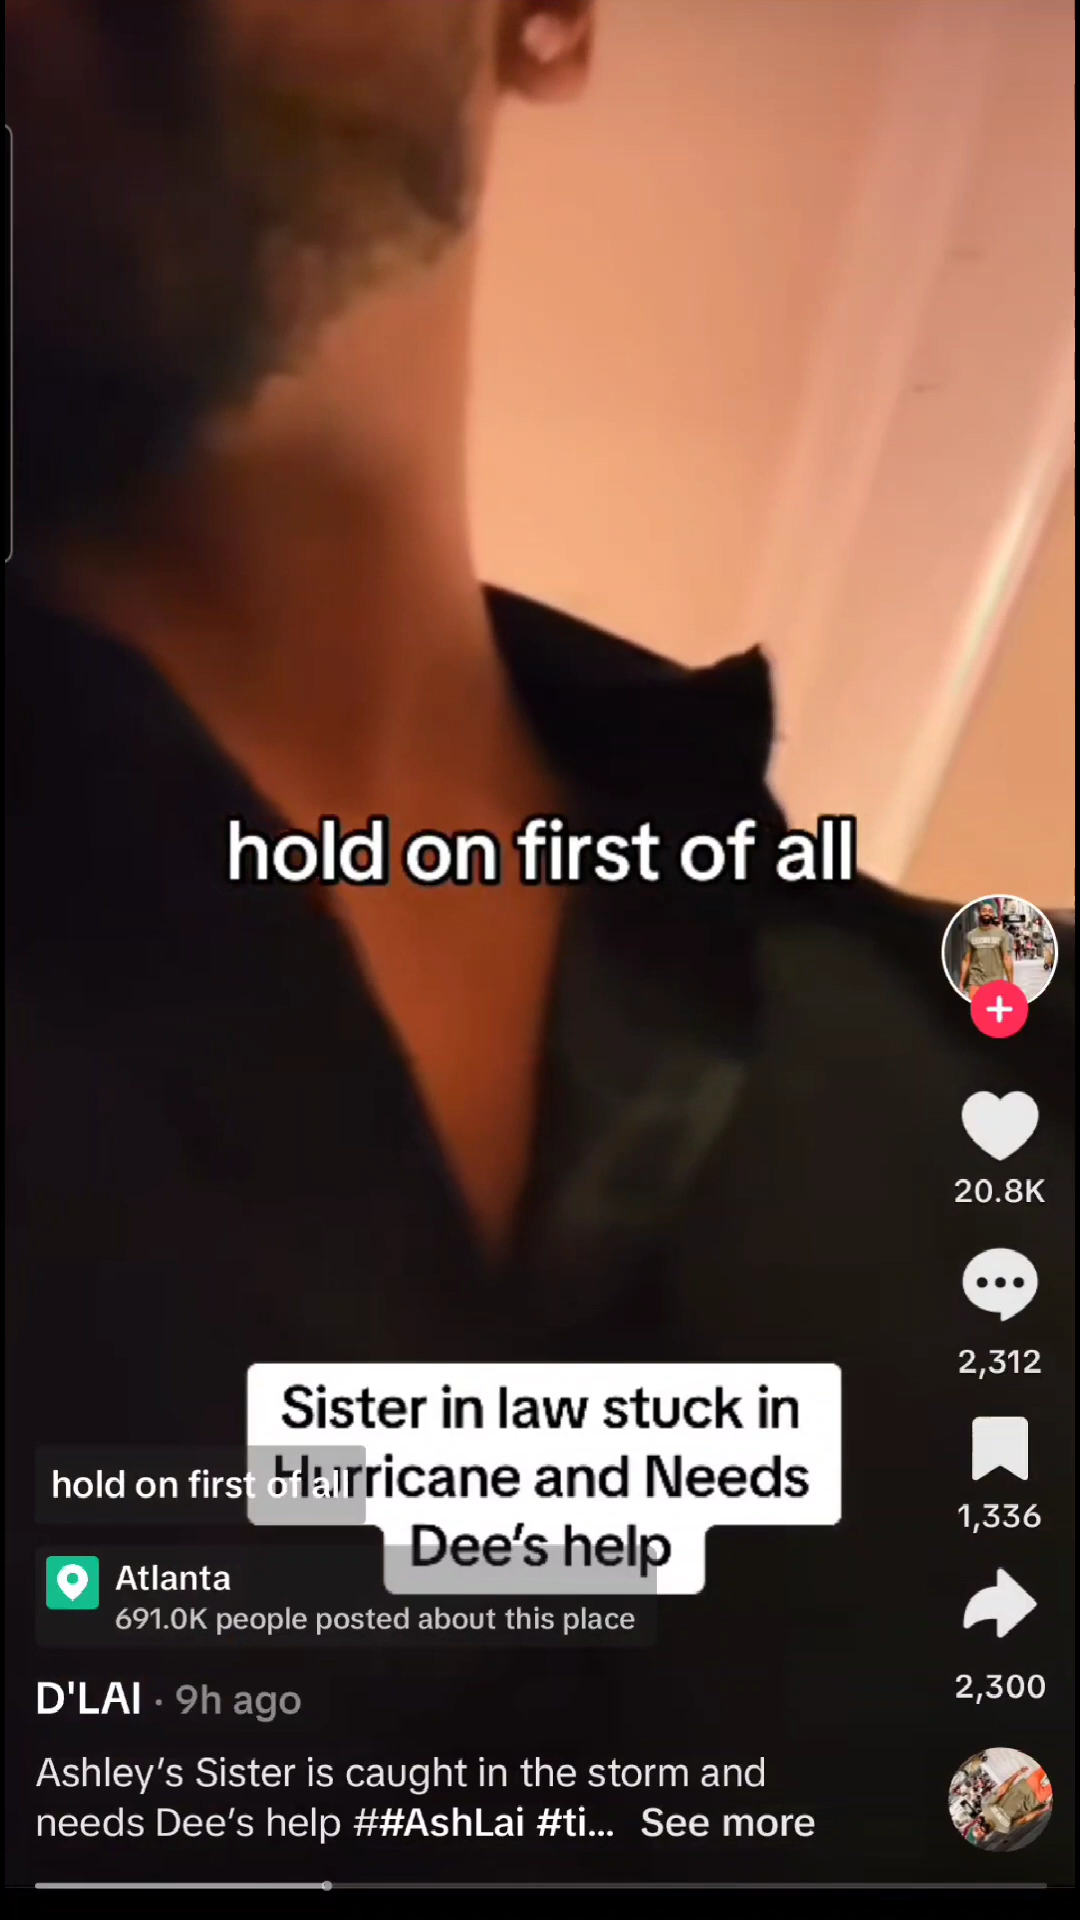 hold on first of all
20.8K
2,312
Sister in law stuck in
Hurricane and Needs
Dee's help
hold on first of all
1,336
Atlanta
691.0K people posted about this place
2,300
D'LAI · 9h ago
Ashley's Sister is caught in the storm and
needs Dee's help ##AshLai #ti... See more